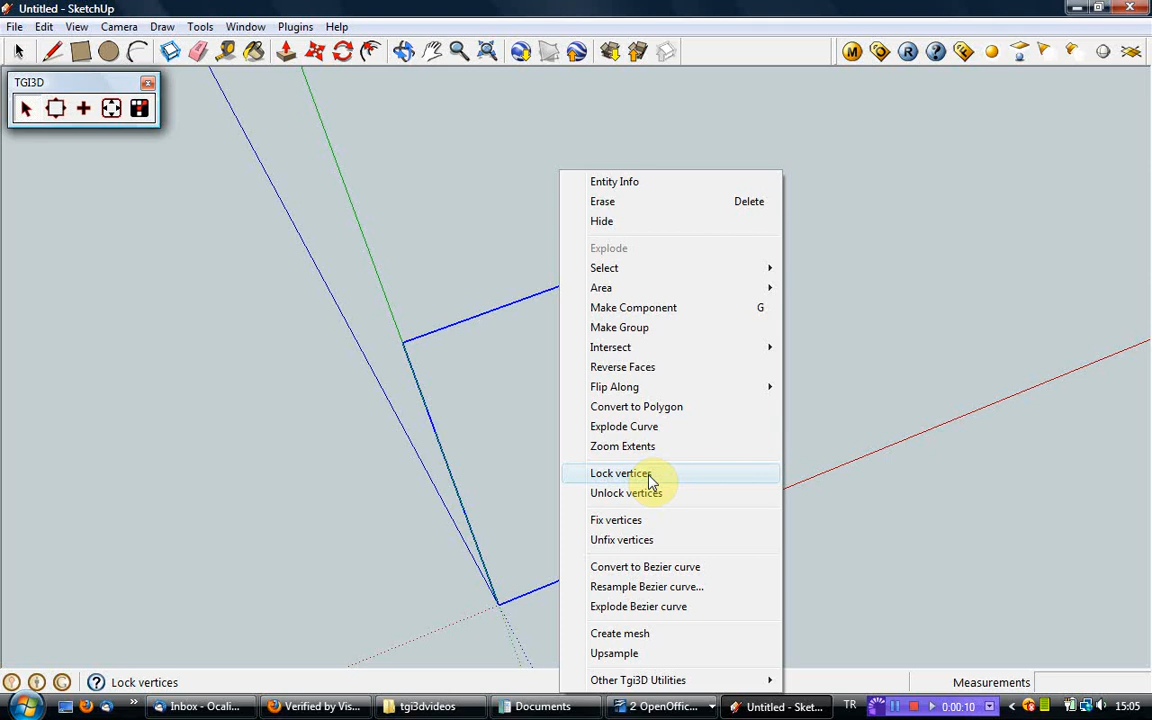 Untitled - SketchUp
File Edit View Camera Draw Tools Window Plugins Help
TGI3D
Entity Info
Erase Delete
Hide
Explode
Select
Area
Make Component G
Make Group
Intersect
Reverse Faces
Flip Along
Convert to Polygon
Explode Curve
Zoom Extents
Lock vertices
Unlock vertices
Fix vertices
Unfix vertices
Convert to Bezier curve
Resample Bezier curve...
Explode Bezier curve
Create mesh
Upsample
Other Tgi3D Utilities
Lock vertices Measurements
Inbox - Ocali... Verified by Vis... tgi3dvideos Documents 2 OpenOffic... Untitled - Sket... TR 0:00:10 15:05